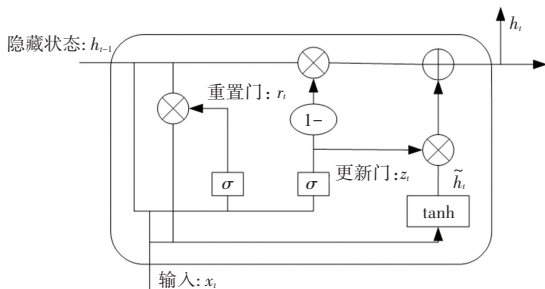 h_t
隐藏状态: h_{t-1}
重置门: r_t
1-
σ
σ
更新门:z_t
h̃_t
tanh
输入: x_t